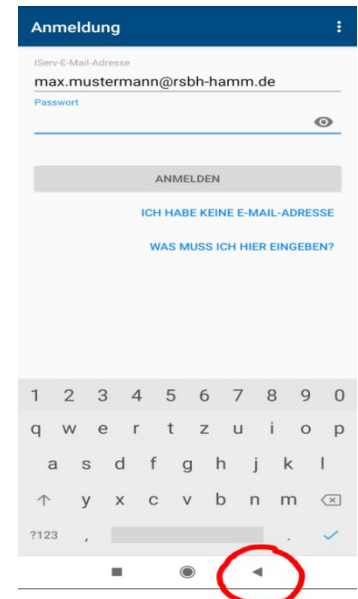 Anmeldung
IServ-E-Mail-Adresse
max.mustermann@rsbh-hamm.de
Passwort
ANMELDEN
ICH HABE KEINE E-MAIL-ADRESSE
WAS MUSS ICH HIER EINGEBEN?
1 2 3 4 5 6 7 8 9 0
q w e r t z u i o p
a s d f g h j k l
y x c v b n m
?123 , .